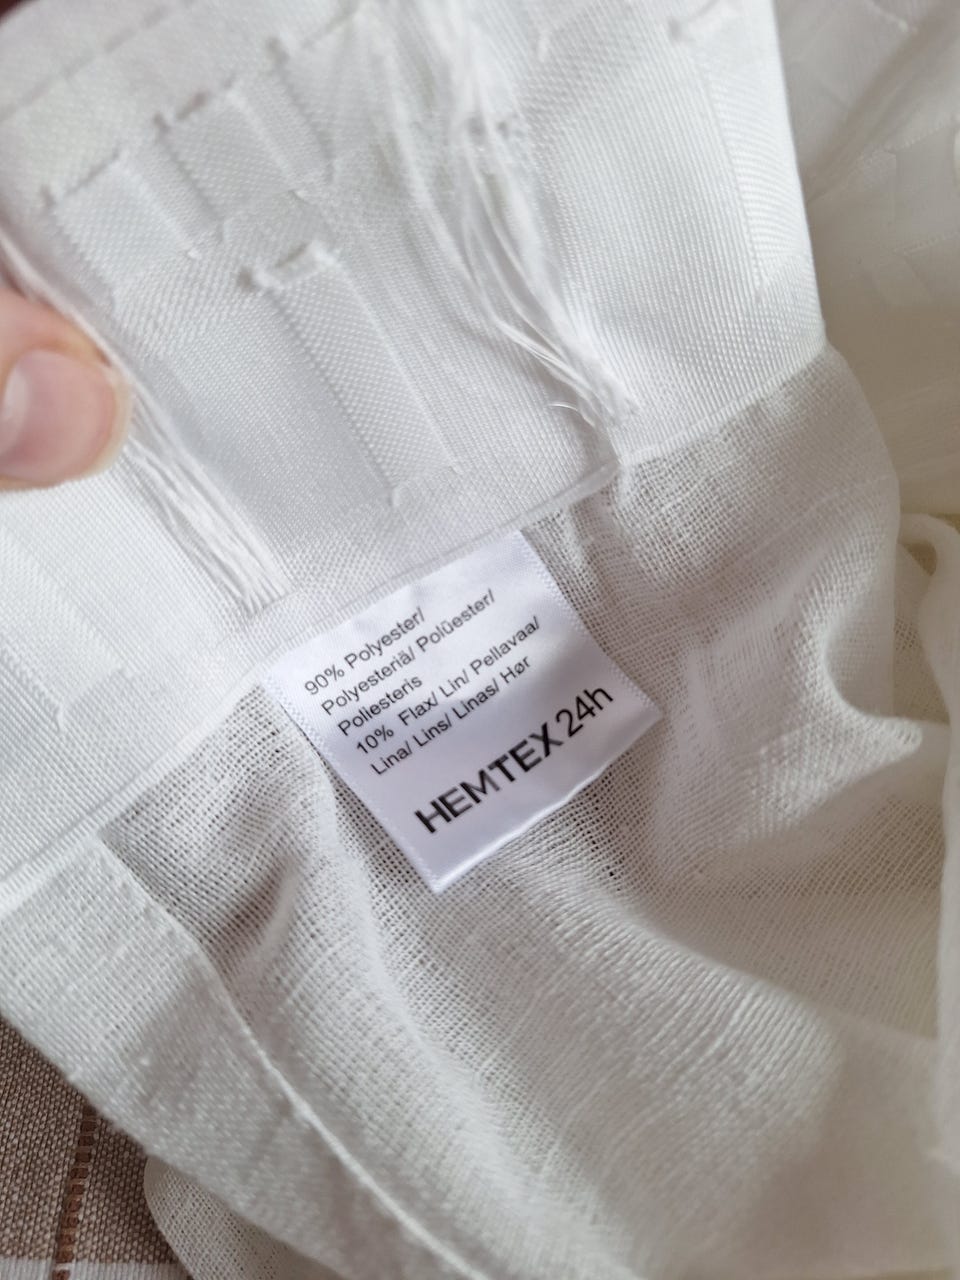 90% Polyester/
Polyesteriä/ Polüester/
Poliesteris
10% Flax/ Lin/ Pellavaa/
Lina/ Lins/ Linas/ Hør
HEMTEX 24h